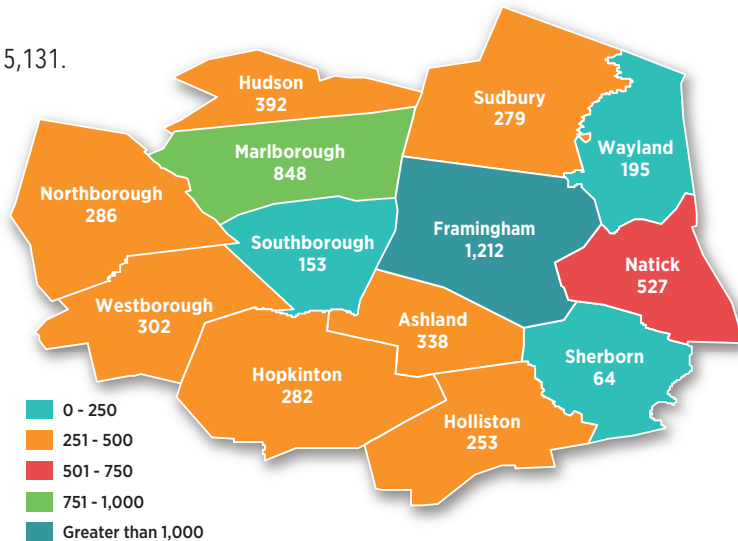 5,131.
Hudson
392
Sudbury
279
Wayland
195
Marlborough
848
Northborough
286
Southborough
153
Framingham
1,212
Natick
527
Westborough
302
Ashland
338
Sherborn
64
Hopkinton
282
Holliston
253
0 - 250
251 - 500
501 - 750
751 - 1,000
Greater than 1,000